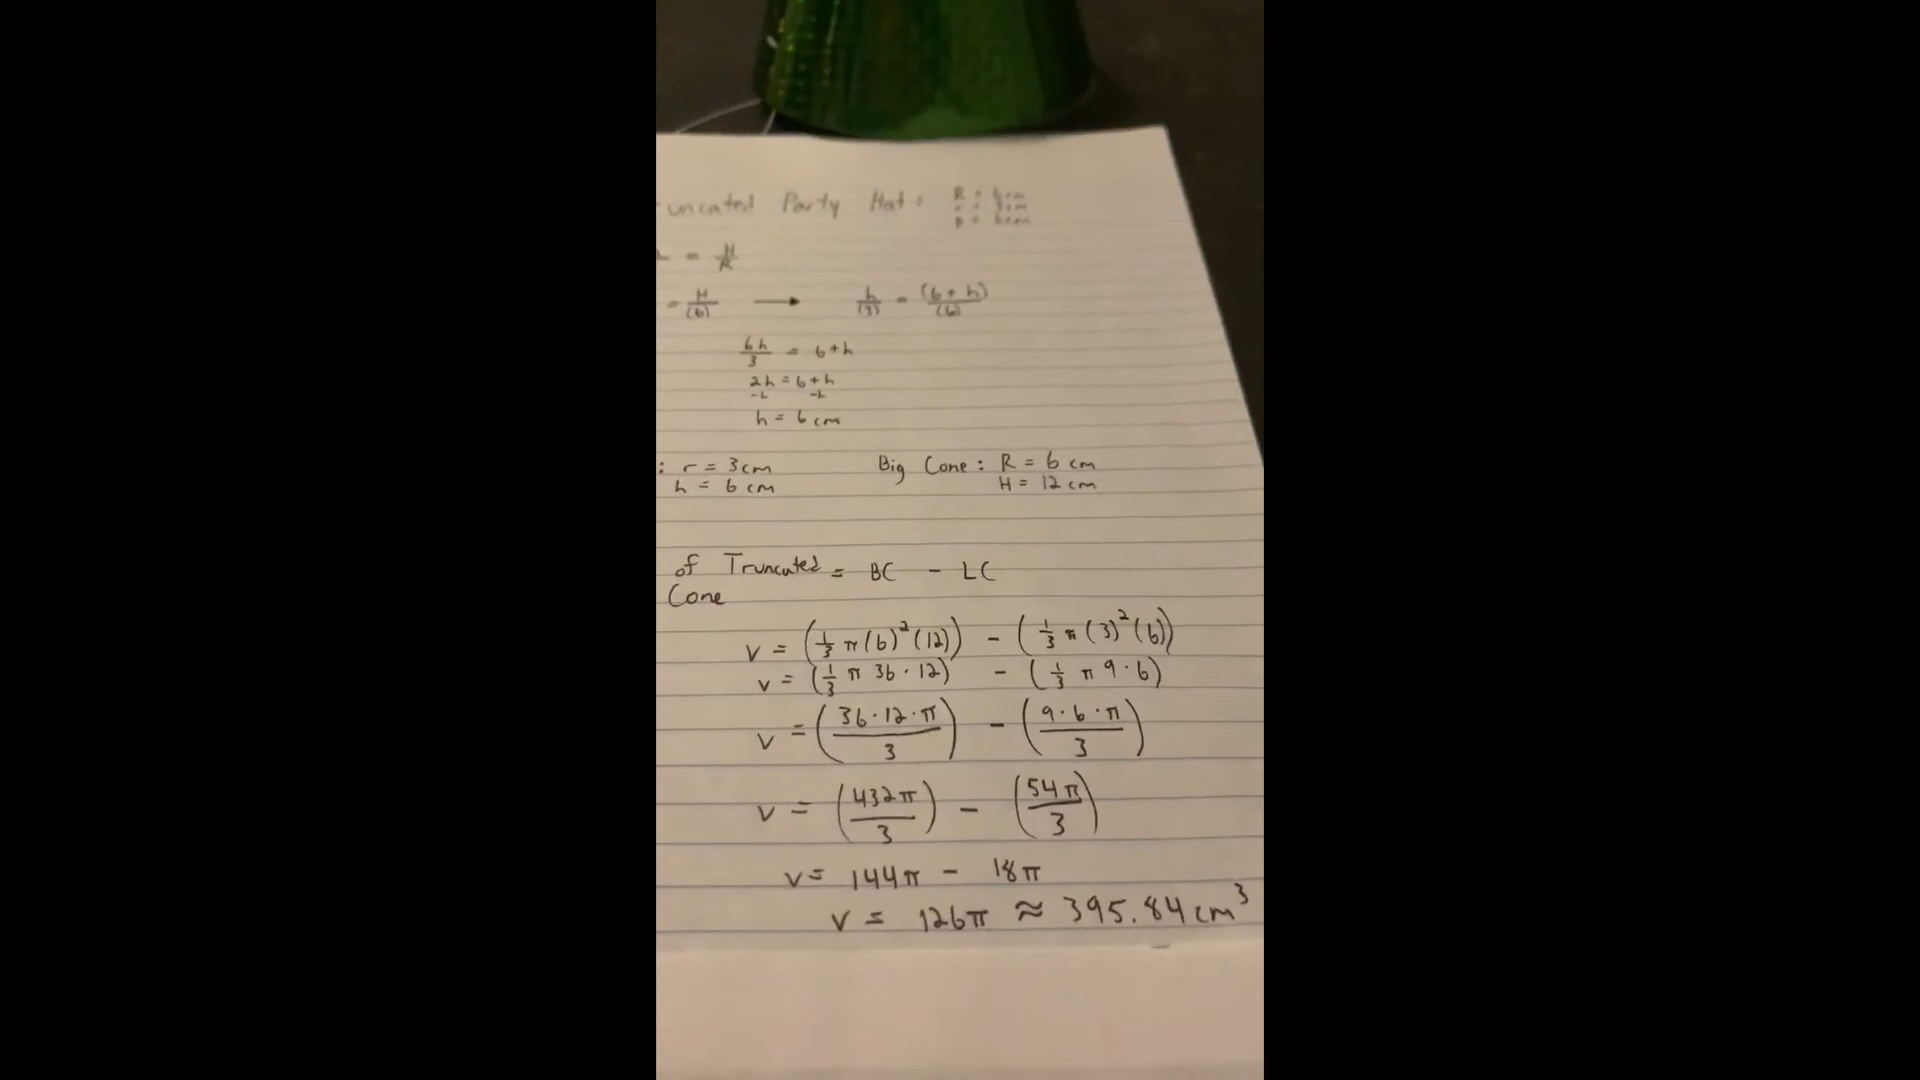 uncated Party Hat: R = 6cm
r = 3cm
p = 6cm
= H/R
= H/(6) → h/(3) = (6+h)/(6)
6h/3 = 6+h
2h = 6+h
-h -h
h = 6 cm
: r = 3cm Big Cone: R = 6 cm
h = 6 cm H = 12 cm
of Truncated = BC - LC
Cone
V = (1/3 π(6)²(12)) - (1/3 π(3)²(6))
V = (1/3 π 36·12) - (1/3 π 9·6)
V = (36·12·π/3) - (9·6·π/3)
V = (432π/3) - (54π/3)
V = 144π - 18π
V = 126π ≈ 395.84 cm³